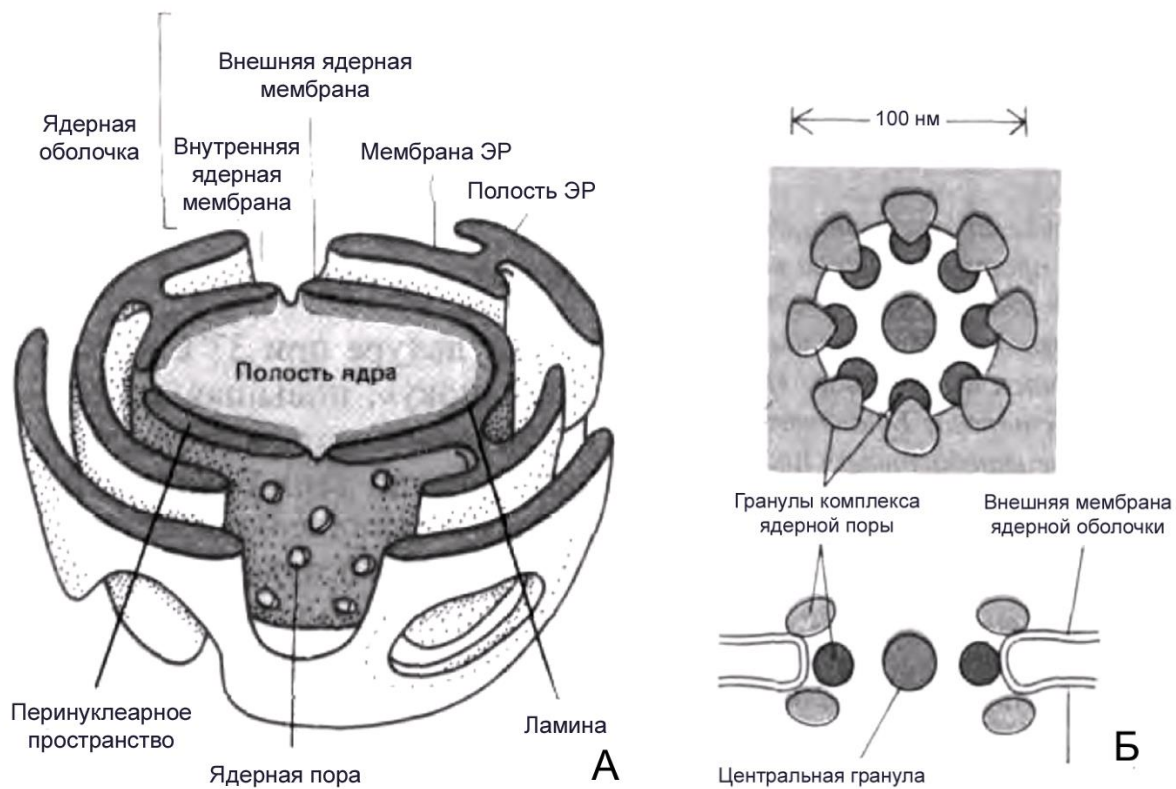 Ядерная
оболочка
Внешняя ядерная
мембрана
Внутренняя
ядерная
мембрана
Мембрана ЭР
Полость ЭР
Полость ядра
Перинуклеарное
пространство
Ядерная пора
Ламина
А
100 нм
Гранулы комплекса
ядерной поры
Внешняя мембрана
ядерной оболочки
Центральная гранула
Б